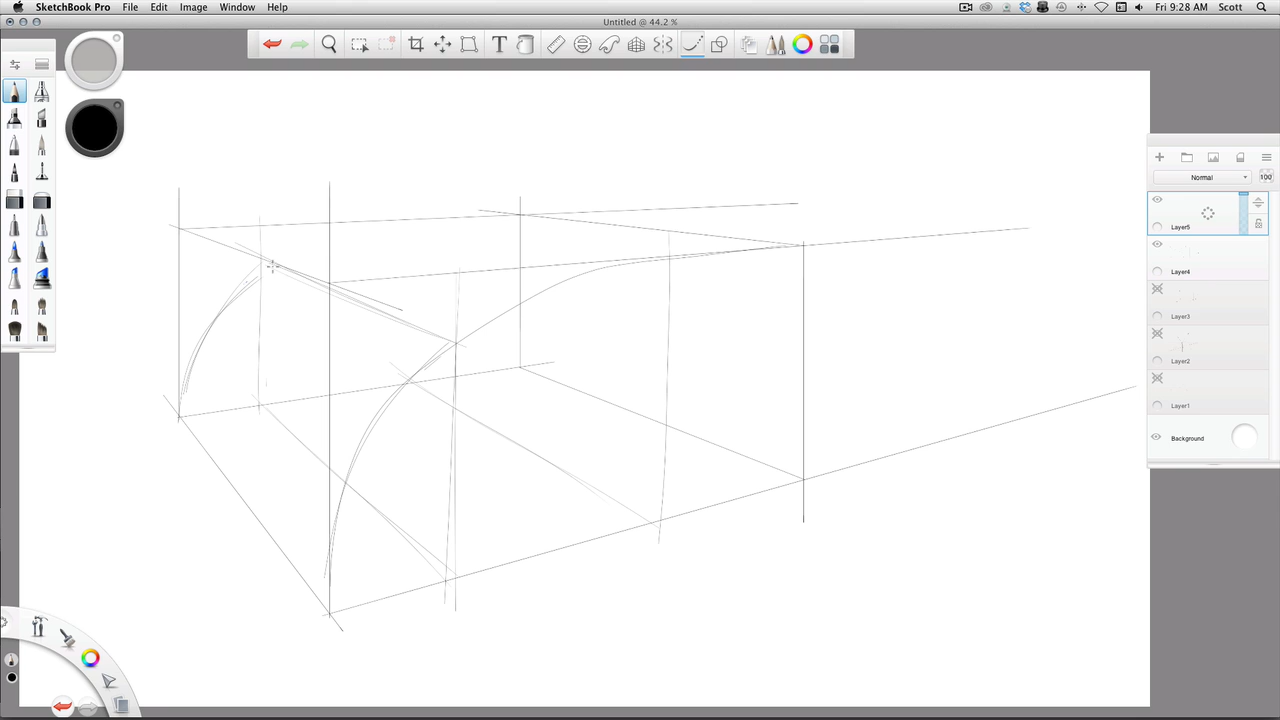 SketchBook Pro File Edit Image Window Help Fri 9:28 AM Scott
Untitled @ 44.2 %
Normal 100
Layer5
Layer4
Layer3
Layer2
Layer1
Background